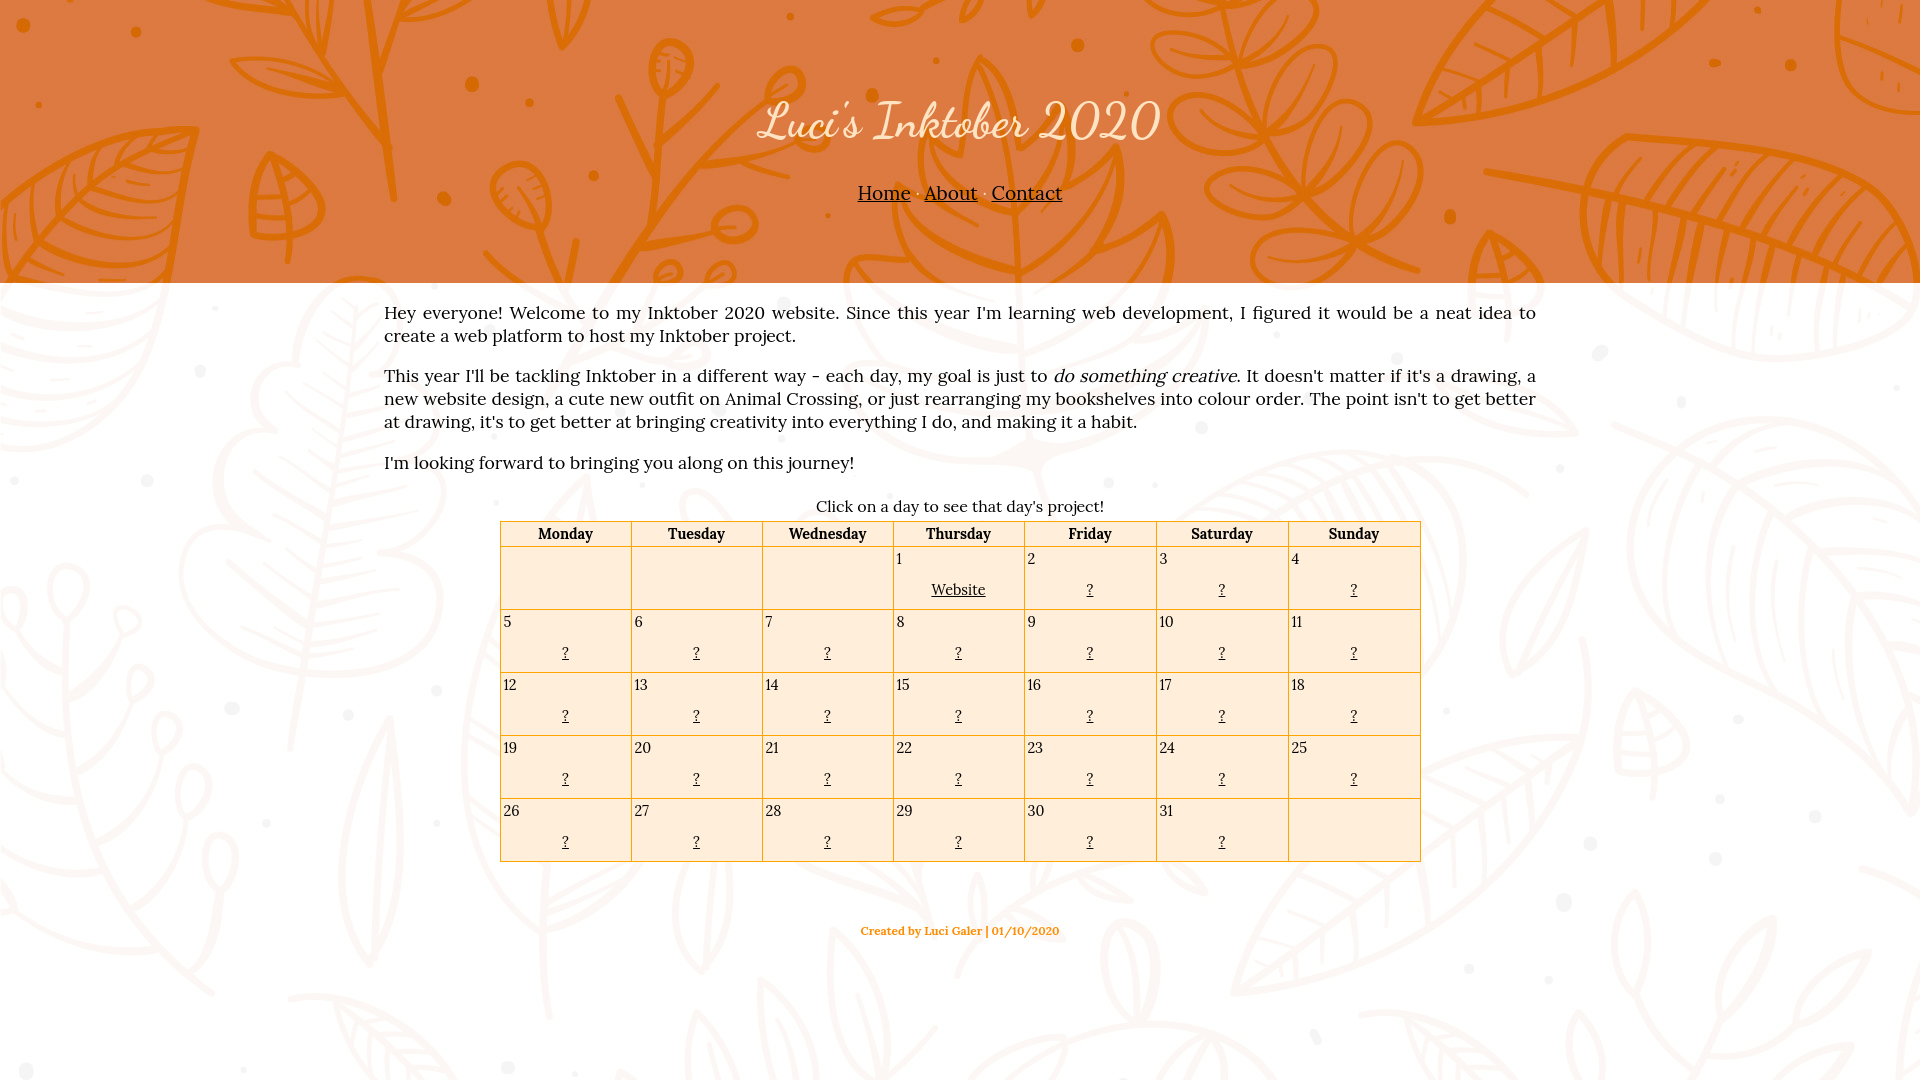 Luci's Inktober 2020
Home · About · Contact
Hey everyone! Welcome to my Inktober 2020 website. Since this year I'm learning web development, I figured it would be a neat idea to
create a web platform to host my Inktober project.
This year I'll be tackling Inktober in a different way - each day, my goal is just to do something creative. It doesn't matter if it's a drawing, a
new website design, a cute new outfit on Animal Crossing, or just rearranging my bookshelves into colour order. The point isn't to get better
at drawing, it's to get better at bringing creativity into everything I do, and making it a habit.
I'm looking forward to bringing you along on this journey!
Click on a day to see that day's project!
Monday Tuesday Wednesday Thursday Friday Saturday Sunday
1 2 3 4
Website ? ? ?
5 6 7 8 9 10 11
? ? ? ? ? ? ?
12 13 14 15 16 17 18
? ? ? ? ? ? ?
19 20 21 22 23 24 25
? ? ? ? ? ? ?
26 27 28 29 30 31
? ? ? ? ? ?
Created by Luci Galer | 01/10/2020